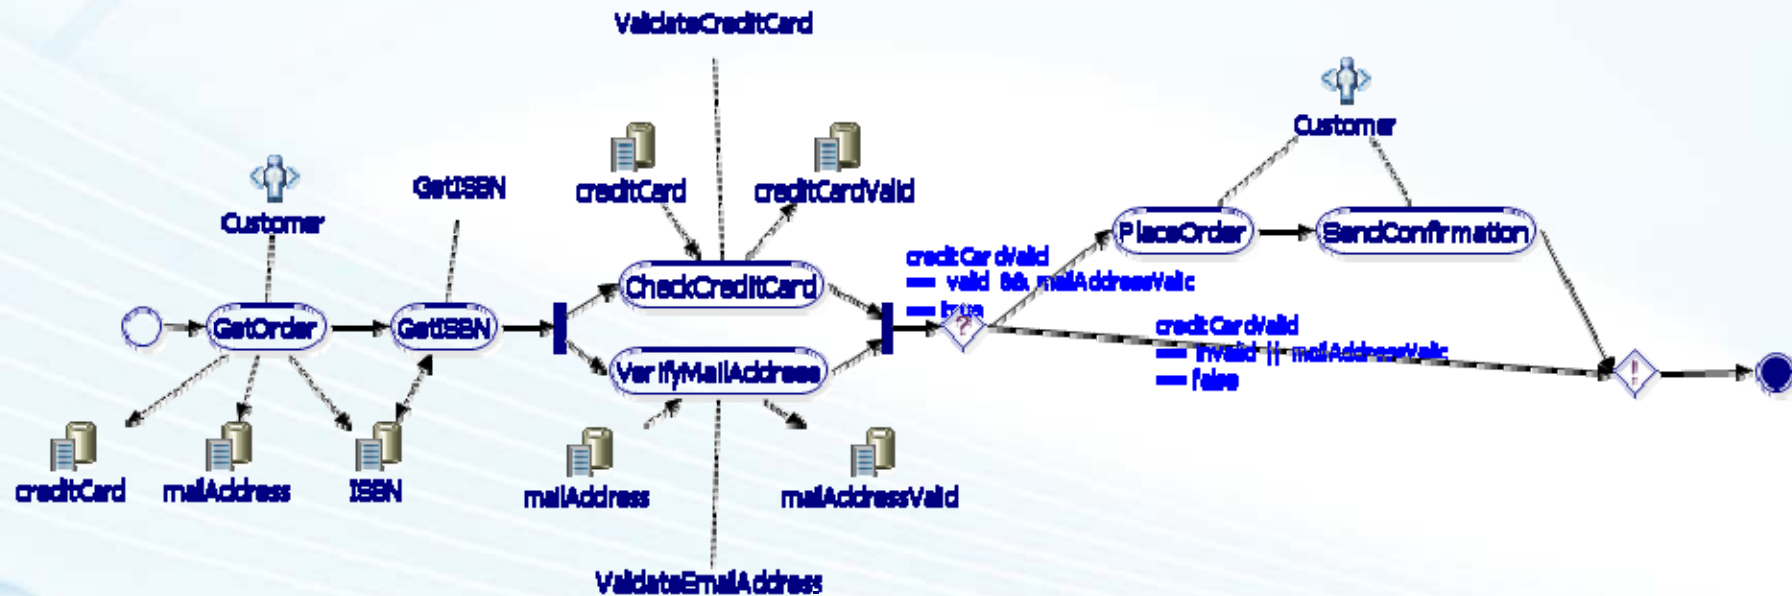 ValidateCreditCard
Customer
GetISBN
creditCard
creditCardValid
Customer
PlaceOrder
SendConfirmation
creditCardValid
== valid && mailAddressValid
== true
CheckCreditCard
GetOrder
GetISBN
?
creditCardValid
== invalid || mailAddressValid
== false
VerifyMailAddress
!
creditCard
mailAddress
ISBN
mailAddress
mailAddressValid
ValidateEmailAddress